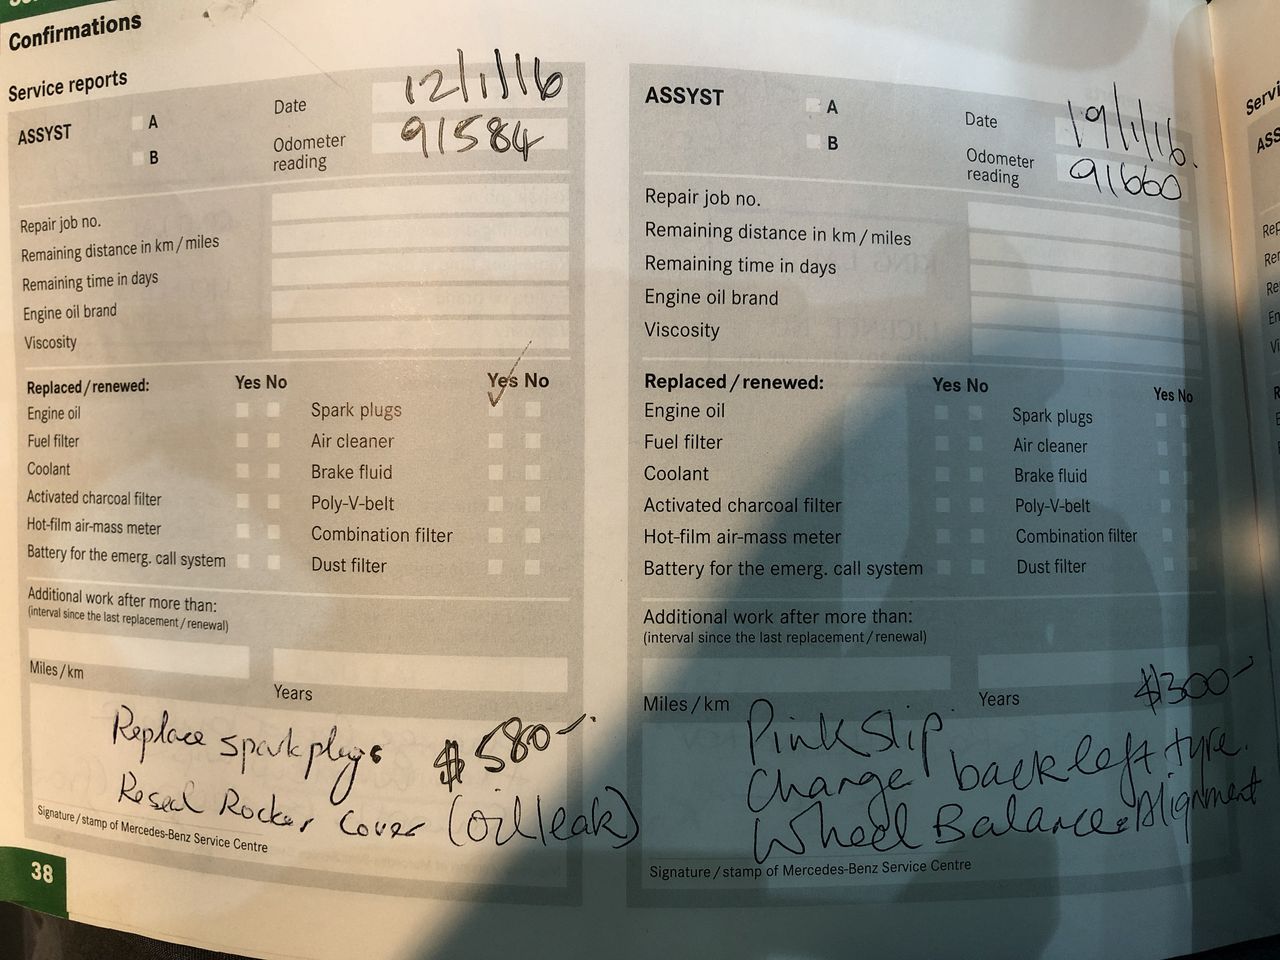 Confirmations
Service reports
ASSYST
A
B
Date
12/1/16
Odometer
reading
91584
Repair job no.
Remaining distance in km / miles
Remaining time in days
Engine oil brand
Viscosity
Replaced / renewed:
Yes No
Yes No
Engine oil
Spark plugs
Fuel filter
Air cleaner
Coolant
Brake fluid
Activated charcoal filter
Poly-V-belt
Hot-film air-mass meter
Combination filter
Battery for the emerg. call system
Dust filter
Additional work after more than:
(interval since the last replacement / renewal)
Miles / km
Years
Replace spark plugs $580-
Reseal Rocker Cover (oil leak)
Signature / stamp of Mercedes-Benz Service Centre
38
ASSYST
A
B
Date
19/1/16.
Odometer
reading
91660
Repair job no.
Remaining distance in km / miles
Remaining time in days
Engine oil brand
Viscosity
Replaced / renewed:
Yes No
Yes No
Engine oil
Spark plugs
Fuel filter
Air cleaner
Coolant
Brake fluid
Activated charcoal filter
Poly-V-belt
Hot-film air-mass meter
Combination filter
Battery for the emerg. call system
Dust filter
Additional work after more than:
(interval since the last replacement / renewal)
Miles / km
Years
$300-
Pink Slip
Change back left tyre.
Wheel Balance & Alignment
Signature / stamp of Mercedes-Benz Service Centre